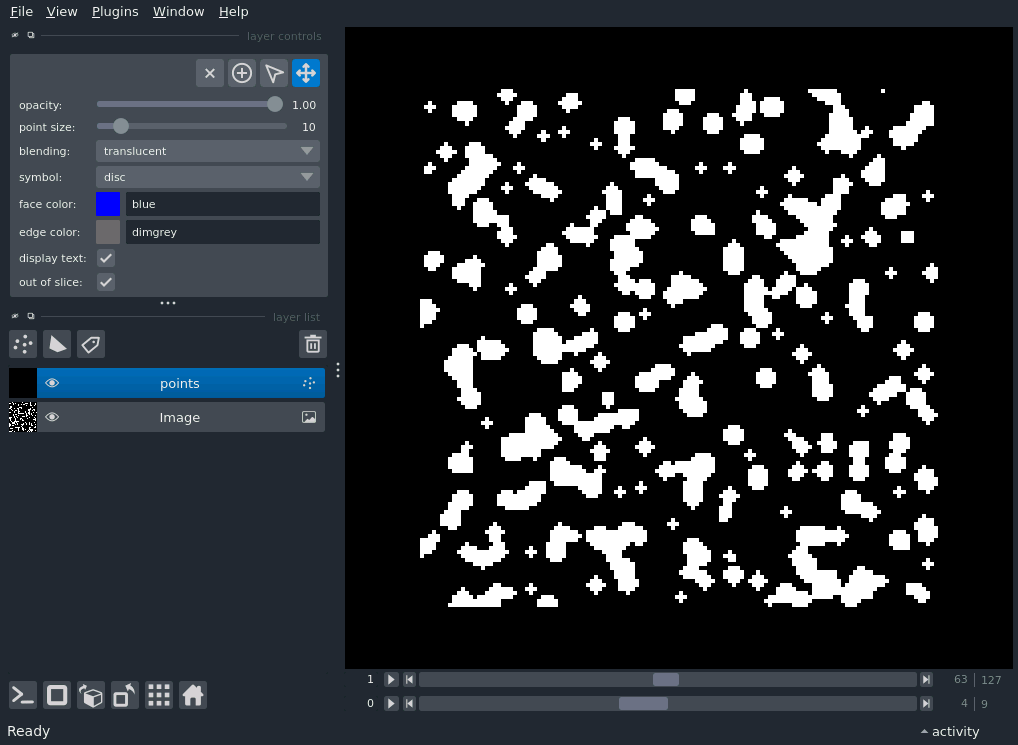 File View Plugins Window Help
layer controls
opacity: 1.00
point size: 10
blending: translucent
symbol: disc
face color: blue
edge color: dimgrey
display text:
out of slice:
layer list
points
Image
1 63 127
0 4 9
Ready activity